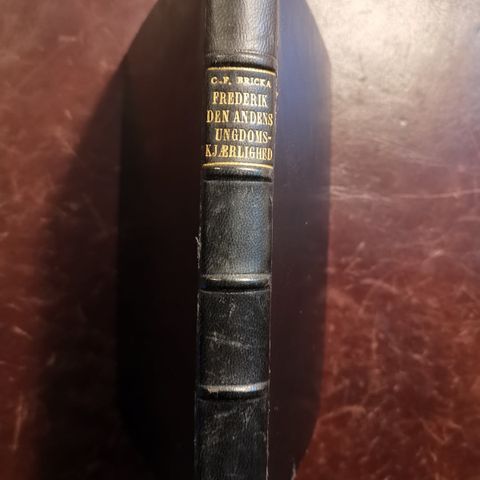 C. F. BRICKA
FREDERIK
DEN ANDENS
UNGDOMS-
KJÆRLIGHED